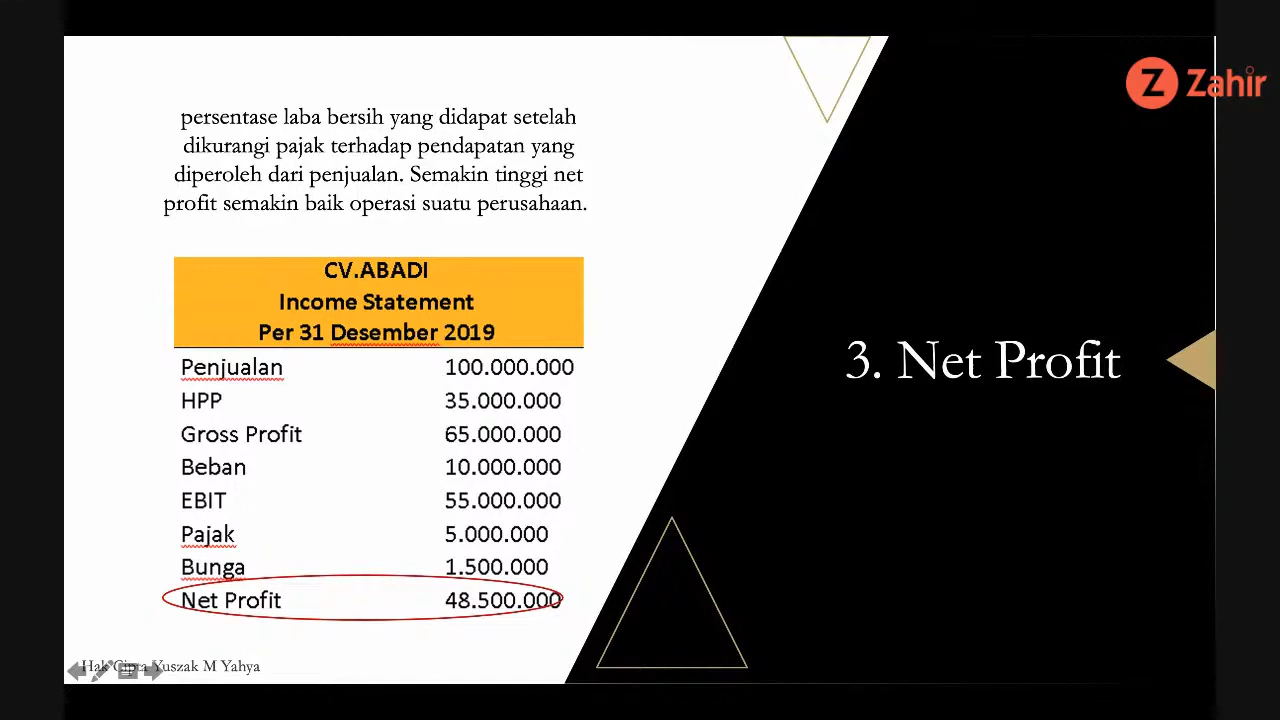 Zahir
persentase laba bersih yang didapat setelah
dikurangi pajak terhadap pendapatan yang
diperoleh dari penjualan. Semakin tinggi net
profit semakin baik operasi suatu perusahaan.
CV.ABADI
Income Statement
Per 31 Desember 2019
Penjualan 100.000.000
HPP 35.000.000
Gross Profit 65.000.000
Beban 10.000.000
EBIT 55.000.000
Pajak 5.000.000
Bunga 1.500.000
Net Profit 48.500.000
3. Net Profit
Hak Cipta Yuszak M Yahya